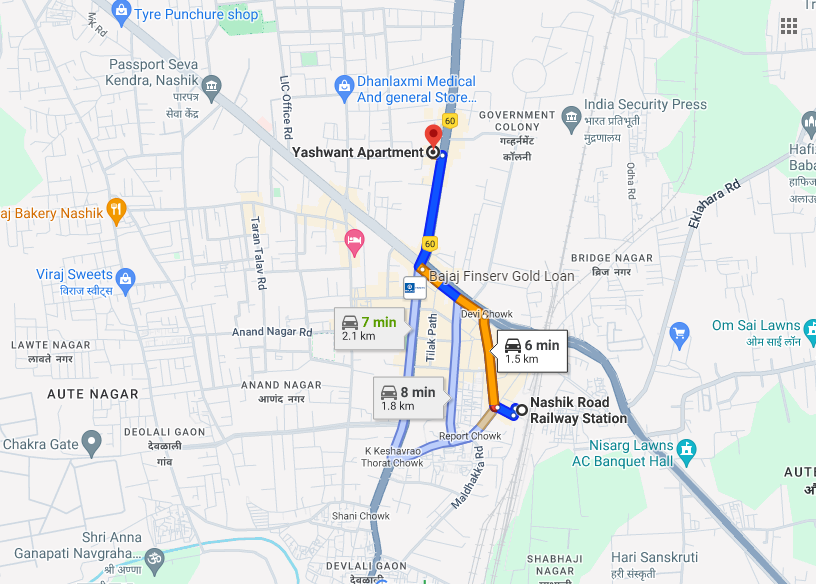 Tyre Punchure shop
NK Rd
Passport Seva
Kendra, Nashik
पारपत्र
सेवा केंद्र
LIC Office Rd
Dhanlaxmi Medical
And general Store...
60
GOVERNMENT
COLONY
गव्हर्नमेंट
कॉलनी
India Security Press
भारत प्रतिभूती
मुद्रणालय
Yashwant Apartment
Odha Rd
Eklahara Rd
aj Bakery Nashik
Taran Talav Rd
60
Bajaj Finserv Gold Loan
BRIDGE NAGAR
ब्रिज नगर
Viraj Sweets
विराज स्वीट्स
Devi Chowk
7 min
2.1 km
Anand Nagar Rd
Tilak Path
6 min
1.5 km
Om Sai Lawns
ओम साई लॉन
LAWTE NAGAR
लावते नगर
AUTE NAGAR
ANAND NAGAR
आणंद नगर
8 min
1.8 km
Nashik Road
Railway Station
DEOLALI GAON
देवळाली
गांव
Chakra Gate
Report Chowk
K Keshavrao
Thorat Chowk
Maldhakka Rd
Nisarg Lawns
AC Banquet Hall
AUTE
Shani Chowk
Shri Anna
Ganapati Navgraha...
श्री अण्णा
DEVLALI GAON
SHABHAJI
NAGAR
Hari Sanskruti
हरी संस्कृती